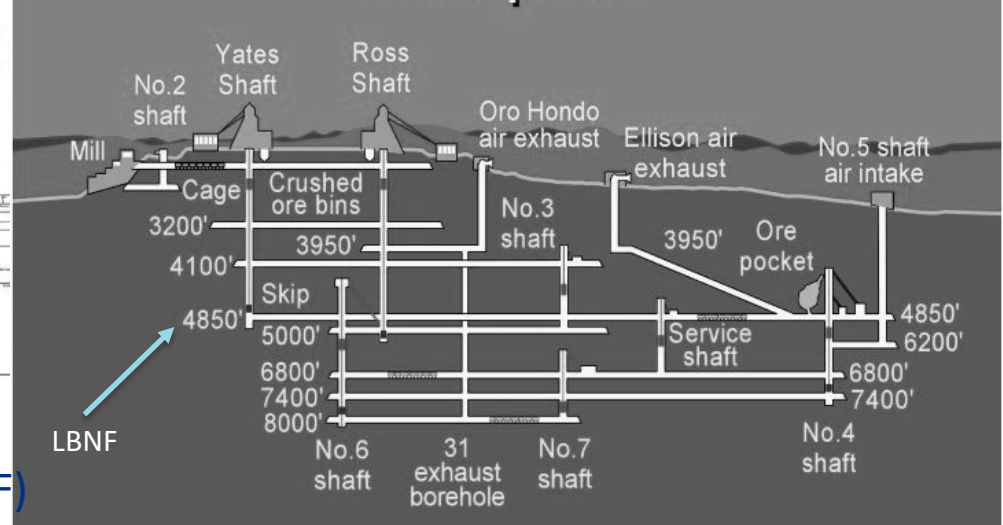 Yates
Shaft
Ross
Shaft
No.2
shaft
Oro Hondo
air exhaust
Ellison air
exhaust
No.5 shaft
air intake
Mill
Cage
Crushed
ore bins
No.3
shaft
3200'
3950'
3950'
Ore
pocket
4100'
Skip
4850'
4850'
5000'
Service
shaft
6200'
6800'
6800'
7400'
7400'
8000'
LBNF
No.6
shaft
31
exhaust
borehole
No.7
shaft
No.4
shaft
F)